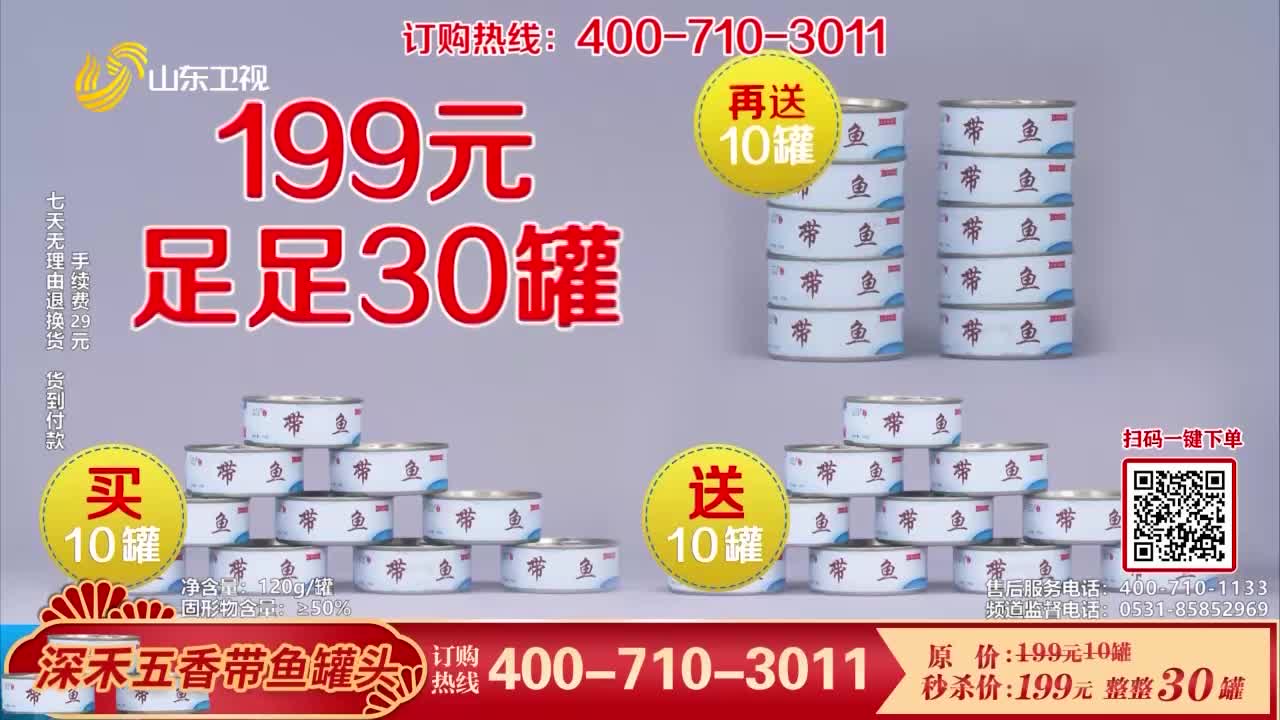 订购热线：400-710-3011
山东卫视
199元
足足30罐
再送
10罐
七天无理由退换货 货到付款
手续费29元
买
10罐
送
10罐
带鱼
扫码一键下单
净含量：120g/罐
固形物含量：≥50%
售后服务电话：400-710-1133
频道监督电话：0531-85852969
深禾五香带鱼罐头
订购热线
400-710-3011
原 价：199元10罐
秒杀价：199元 整整30罐